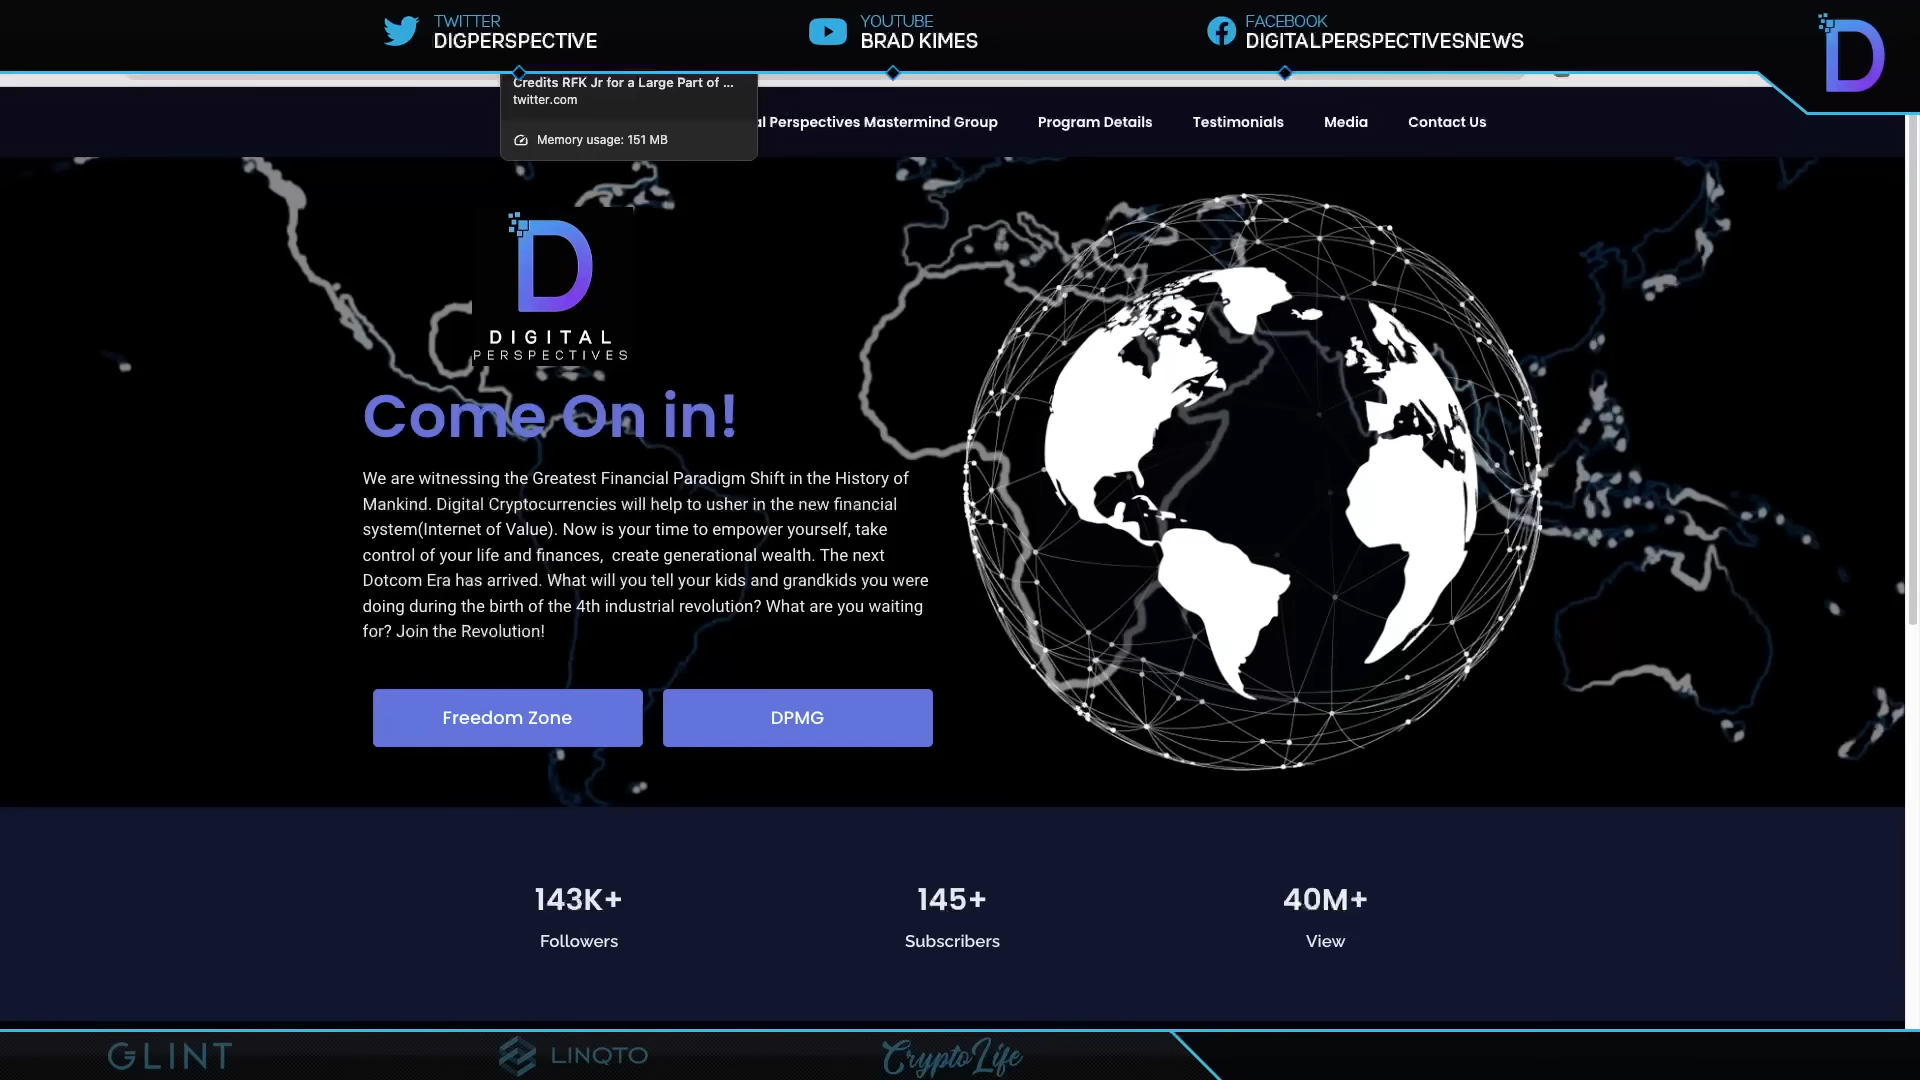 TWITTER
DIGPERSPECTIVE
YOUTUBE
BRAD KIMES
FACEBOOK
DIGITALPERSPECTIVESNEWS
D
Credits RFK Jr for a Large Part of ...
twitter.com
Memory usage: 151 MB
al Perspectives Mastermind Group
Program Details
Testimonials
Media
Contact Us
D
DIGITAL
PERSPECTIVES
Come On in!
We are witnessing the Greatest Financial Paradigm Shift in the History of
Mankind. Digital Cryptocurrencies will help to usher in the new financial
system(Internet of Value). Now is your time to empower yourself, take
control of your life and finances,  create generational wealth. The next
Dotcom Era has arrived. What will you tell your kids and grandkids you were
doing during the birth of the 4th industrial revolution? What are you waiting
for? Join the Revolution!
Freedom Zone
DPMG
143K+
Followers
145+
Subscribers
40M+
View
GLINT
LINQTO
CryptoLife